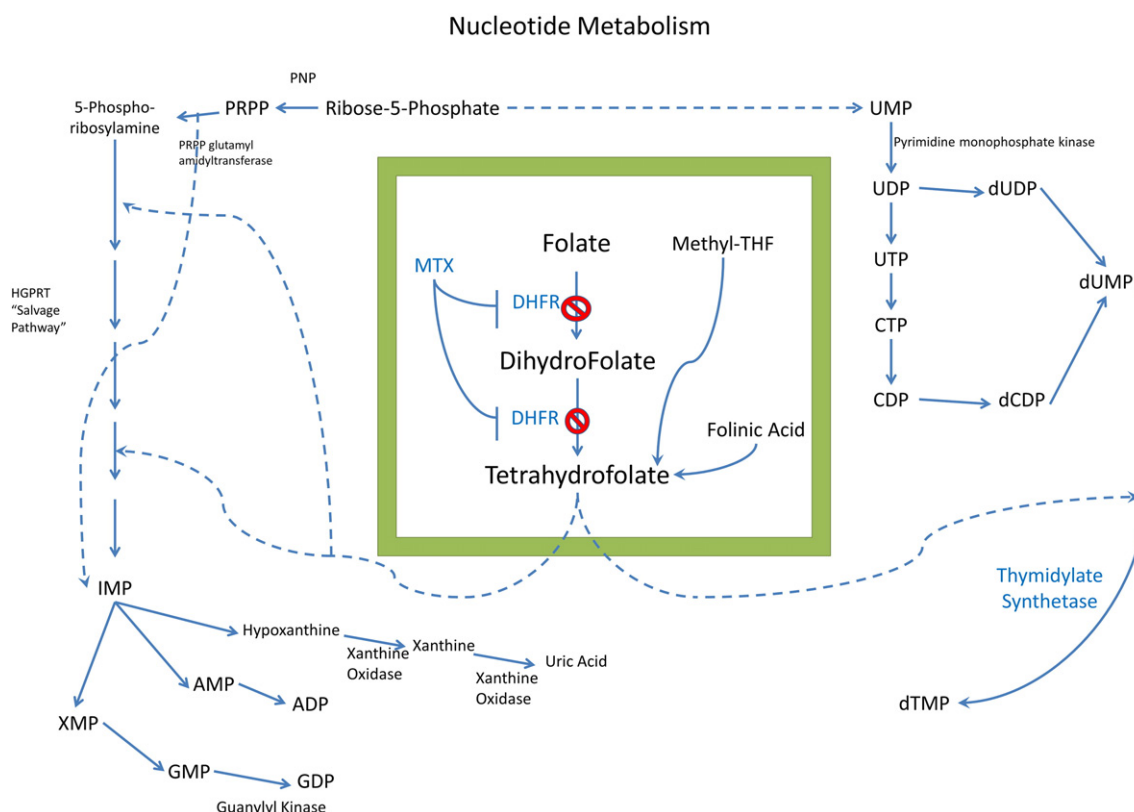 Nucleotide Metabolism
PNP
5-Phospho-
ribosylamine
PRPP
Ribose-5-Phosphate
UMP
PRPP glutamyl
amidyltransferase
Pyrimidine monophosphate kinase
UDP
dUDP
Folate
Methyl-THF
MTX
DHFR
UTP
dUMP
HGPRT
"Salvage
Pathway"
CTP
DihydroFolate
CDP
dCDP
DHFR
Folinic Acid
Tetrahydrofolate
IMP
Thymidylate
Synthetase
Hypoxanthine
Xanthine
Oxidase
Xanthine
Uric Acid
Xanthine
Oxidase
AMP
ADP
dTMP
XMP
GMP
GDP
Guanylyl Kinase